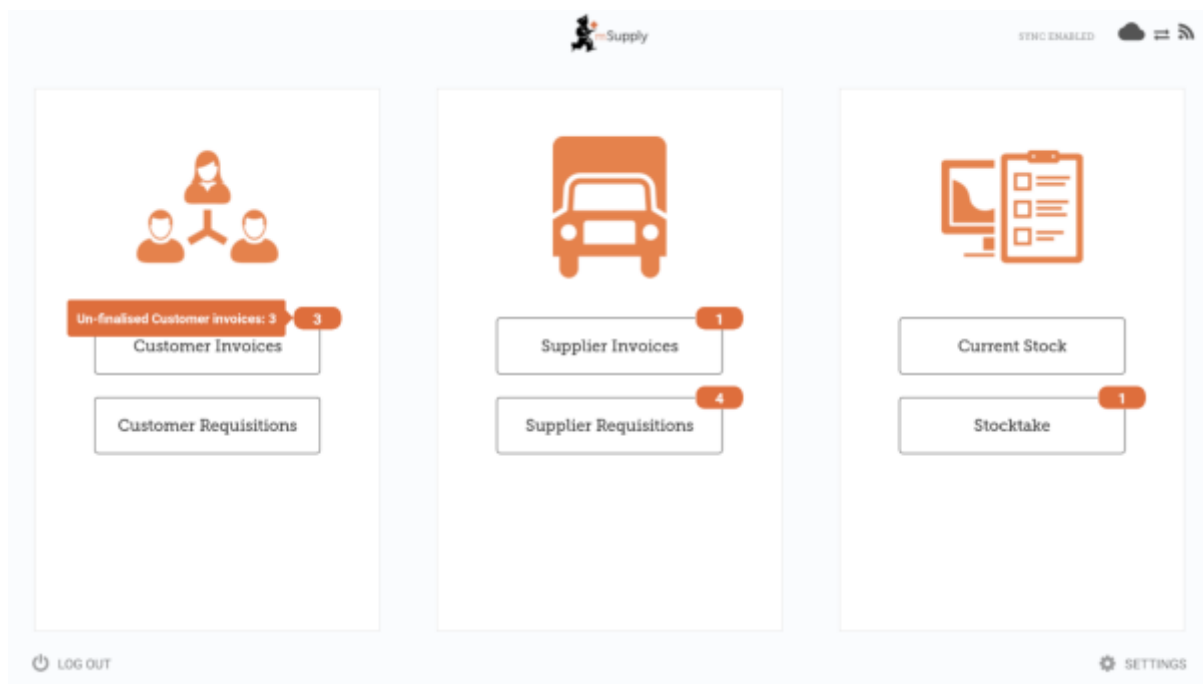 mSupply
SYNC ENABLED
Un-finalised Customer invoices: 3
3
Customer Invoices
Customer Requisitions
1
Supplier Invoices
4
Supplier Requisitions
Current Stock
1
Stocktake
LOG OUT
SETTINGS